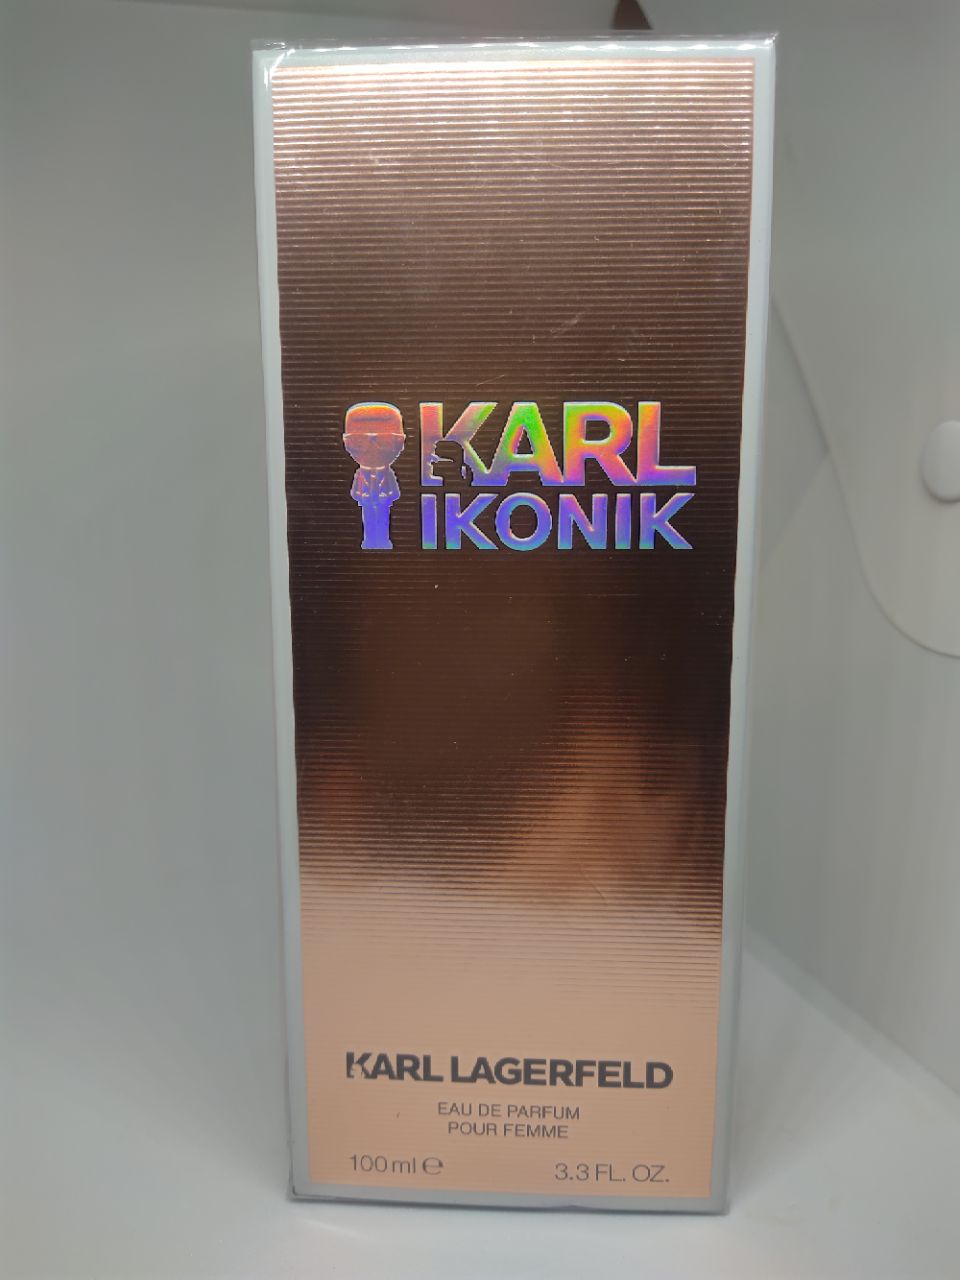 KARL
IKONIK
KARL LAGERFELD
EAU DE PARFUM
POUR FEMME
100 ml ℮
3.3 FL. OZ.